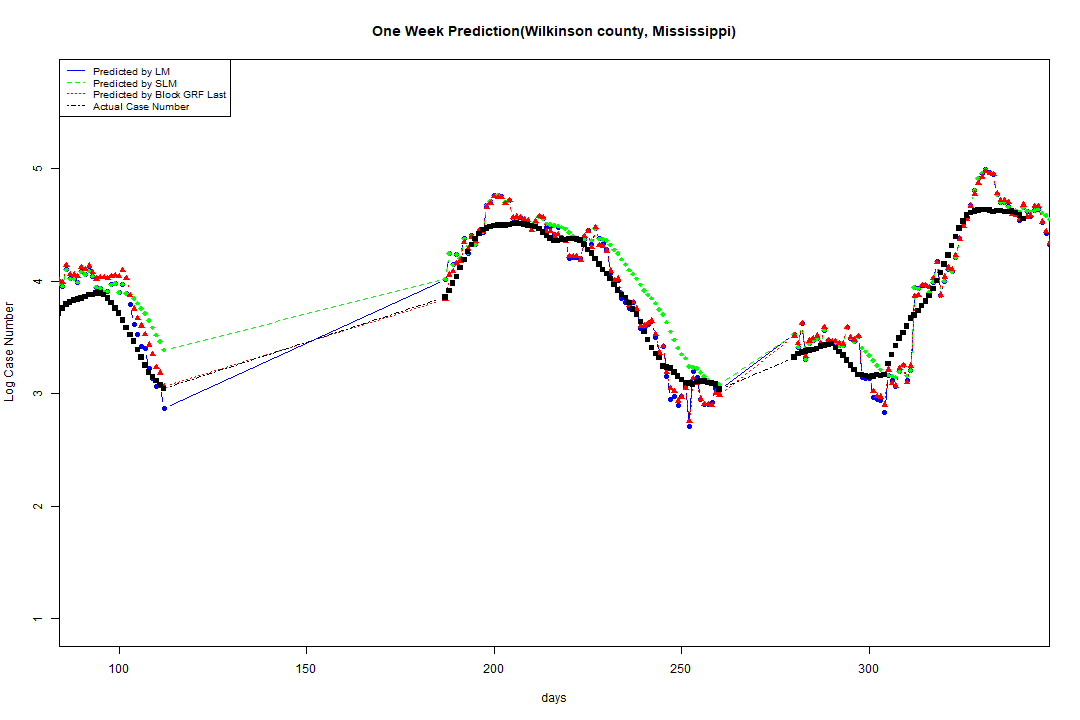 One Week Prediction(Wilkinson county, Mississippi)
Predicted by LM
Predicted by SLM
Predicted by Block GRF Last
Actual Case Number
Log Case Number
5
4
3
2
1
100 150 200 250 300
days